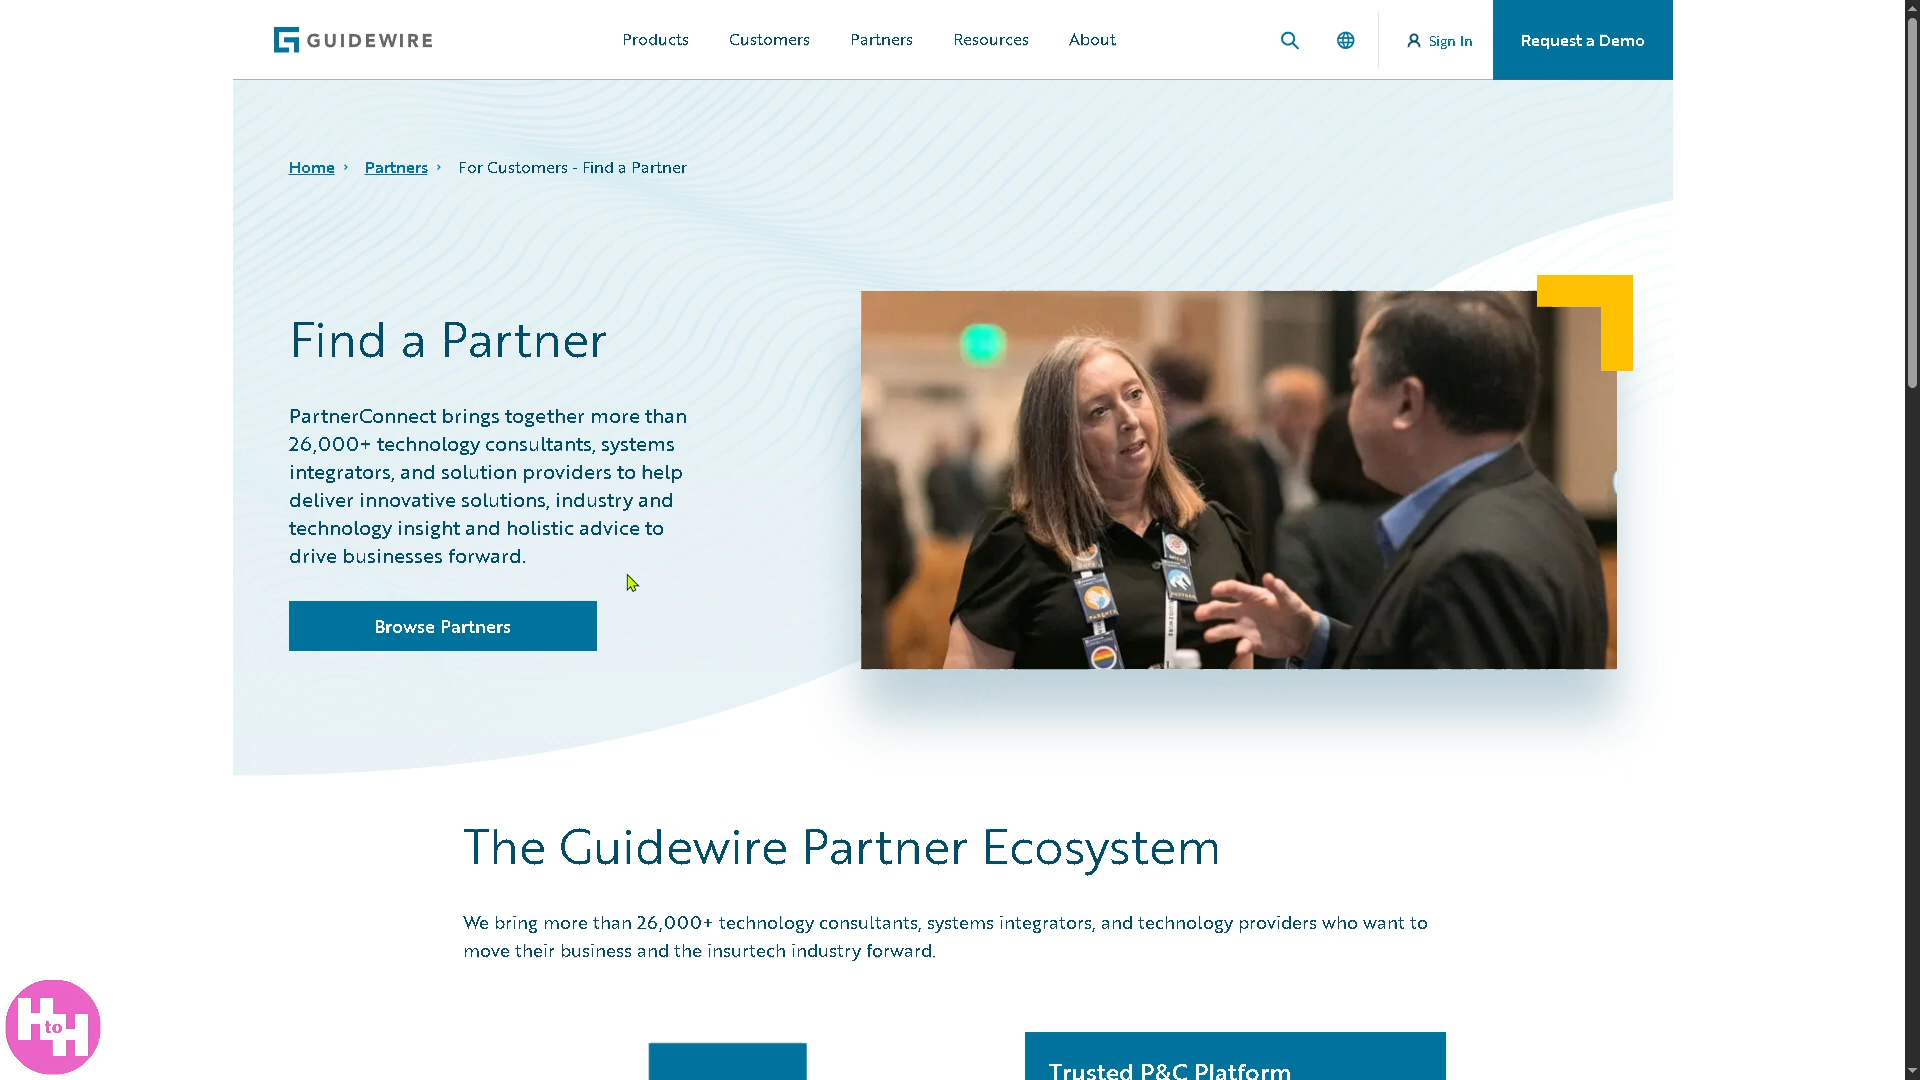 GUIDEWIRE
Products
Customers
Partners
Resources
About
Sign In
Request a Demo
Home › Partners › For Customers - Find a Partner
Find a Partner
PartnerConnect brings together more than
26,000+ technology consultants, systems
integrators, and solution providers to help
deliver innovative solutions, industry and
technology insight and holistic advice to
drive businesses forward.
Browse Partners
The Guidewire Partner Ecosystem
We bring more than 26,000+ technology consultants, systems integrators, and technology providers who want to
move their business and the insurtech industry forward.
Trusted P&C Platform
H to H